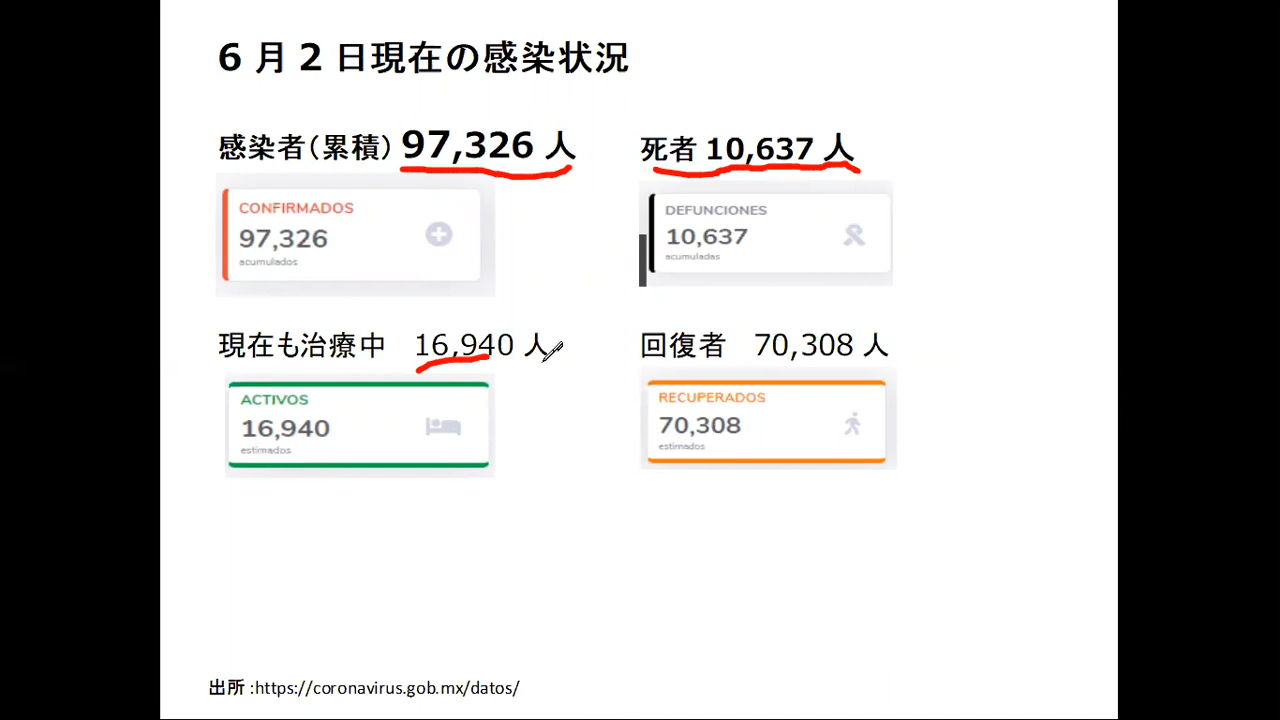 6月2日現在の感染状況
感染者(累積) 97,326 人
死者 10,637 人
CONFIRMADOS
97,326
acumulados
DEFUNCIONES
10,637
acumuladas
現在も治療中 16,940 人
回復者 70,308 人
ACTIVOS
16,940
estimados
RECUPERADOS
70,308
estimados
出所 :https://coronavirus.gob.mx/datos/